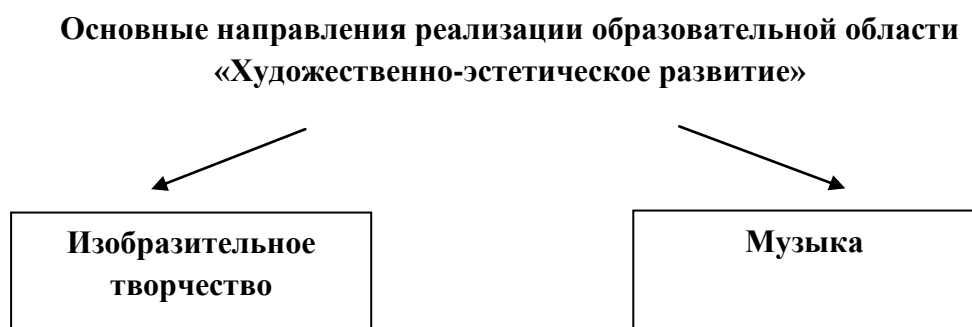 Основные направления реализации образовательной области
«Художественно-эстетическое развитие»
Изобразительное
творчество
Музыка